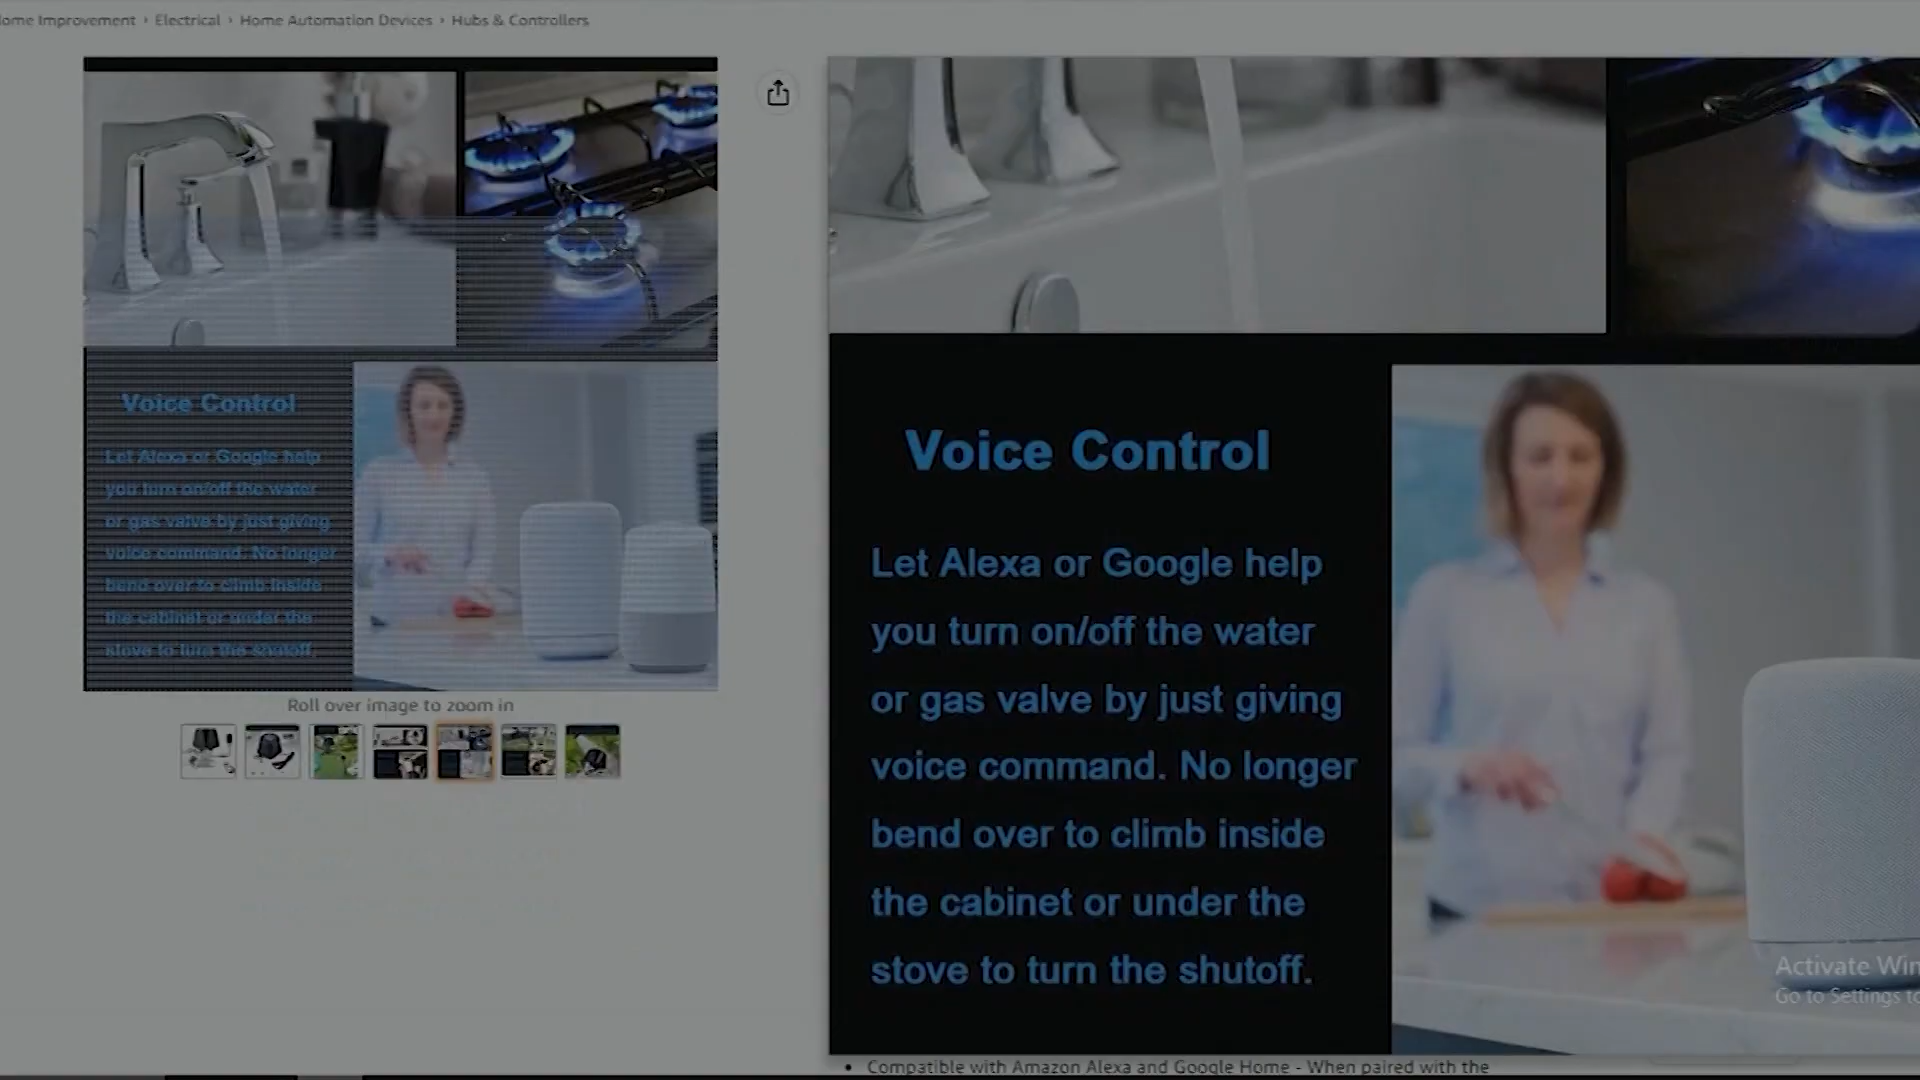 ome Improvement › Electrical › Home Automation Devices › Hubs & Controllers
Voice Control
Let Alexa or Google help
you turn on/off the water
or gas valve by just giving
voice command. No longer
bend over to climb inside
the cabinet or under the
stove to turn the shutoff.
Roll over image to zoom in
Voice Control
Let Alexa or Google help
you turn on/off the water
or gas valve by just giving
voice command. No longer
bend over to climb inside
the cabinet or under the
stove to turn the shutoff.
Activate Win
Go to Settings to
• Compatible with Amazon Alexa and Google Home - When paired with the